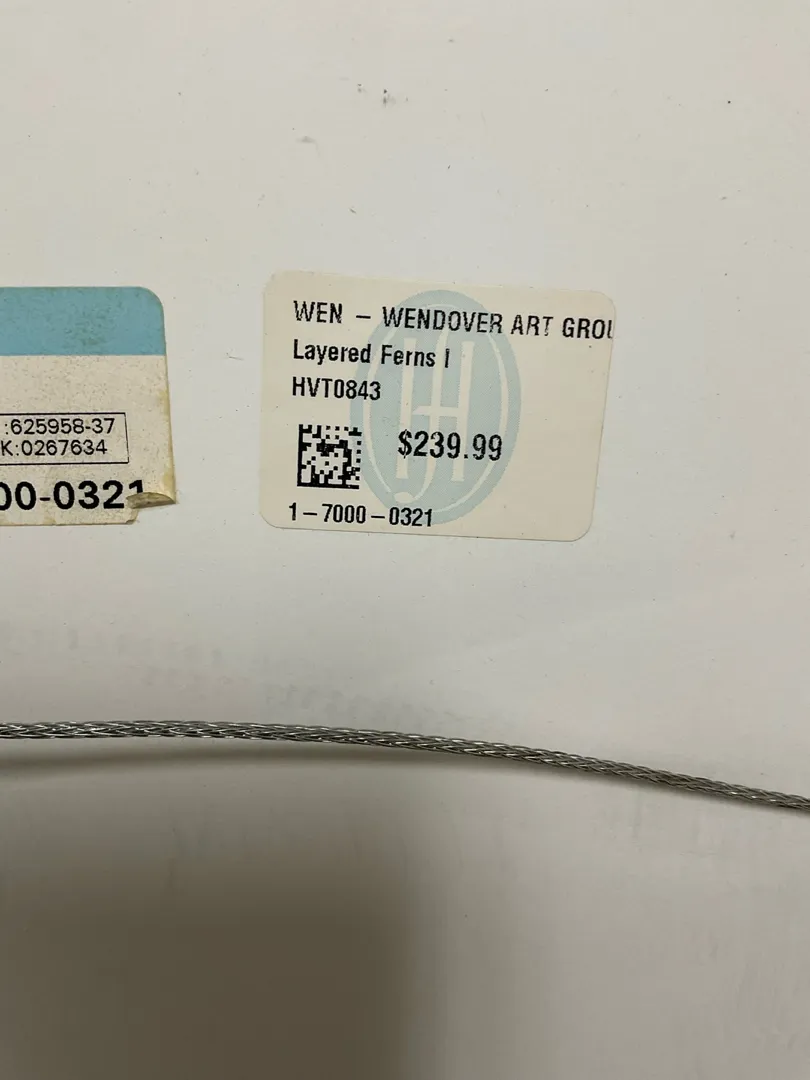 :625958-37
K:0267634
00-0321
WEN - WENDOVER ART GROU
Layered Ferns I
HVT0843
$239.99
1-7000-0321